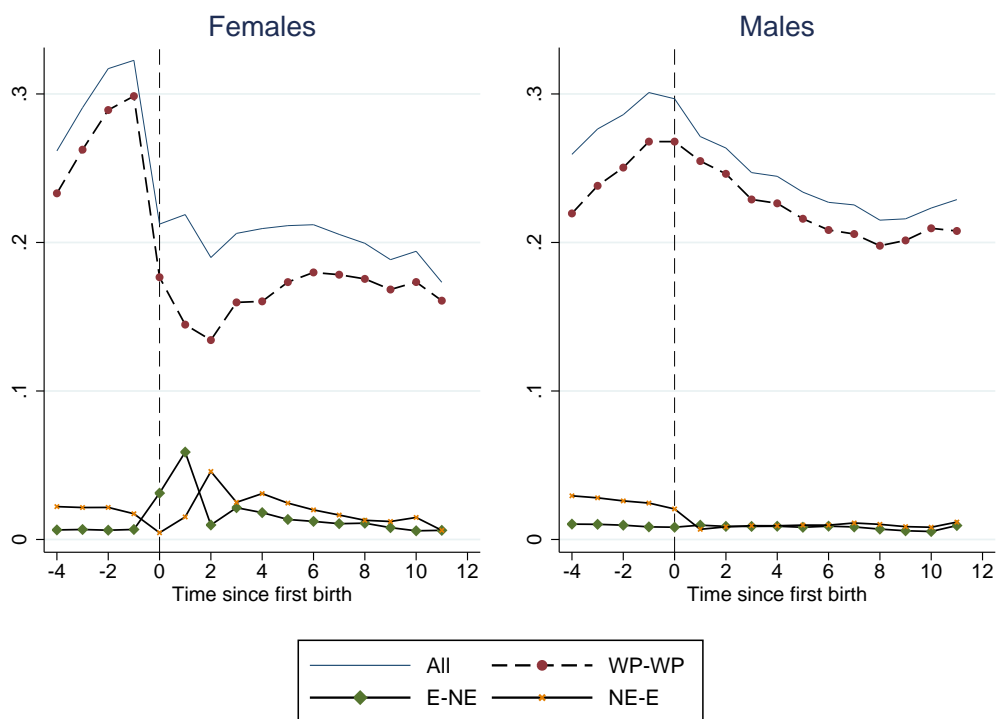 Females
Males
.3
.2
.1
0
-4 -2 0 2 4 6 8 10 12
Time since first birth
.3
.2
.1
0
-4 -2 0 2 4 6 8 10 12
Time since first birth
All WP-WP
E-NE NE-E